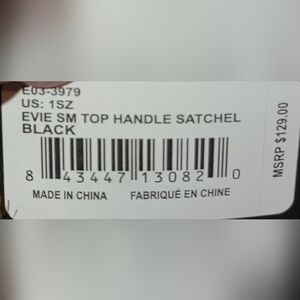 E03-3979
US: 1SZ
EVIE SM TOP HANDLE SATCHEL
BLACK
8 43447 13082 0
MADE IN CHINA FABRIQUÉ EN CHINE
MSRP $129.00